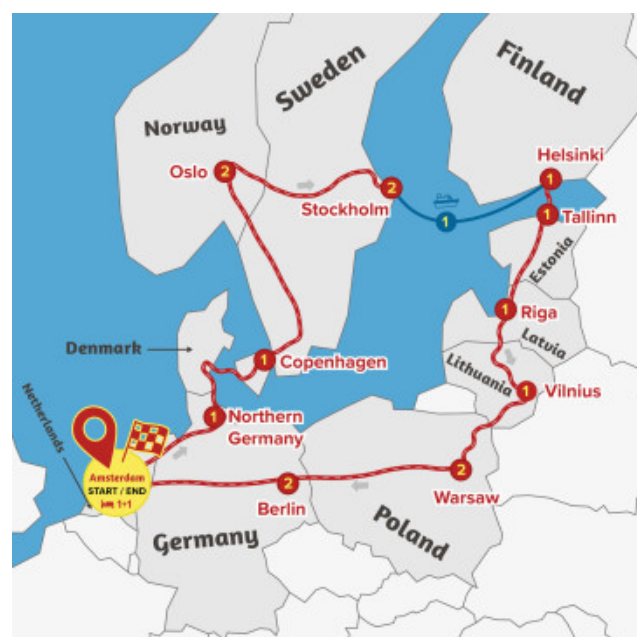 Finland
Sweden
Norway
Helsinki
1
Oslo
2
2
Stockholm
1
1
Tallinn
Estonia
1
Riga
Latvia
Denmark
1
Copenhagen
Lithuania
1
Vilnius
Netherlands
1
Northern
Germany
Amsterdam
START / END
1+1
2
Berlin
2
Warsaw
Germany
Poland